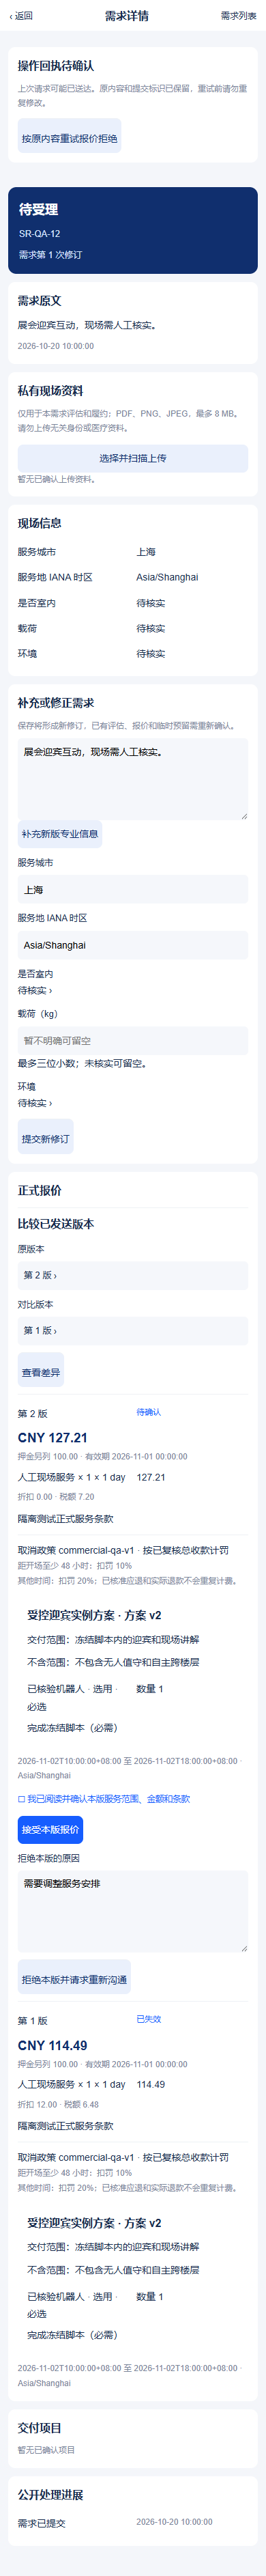 ‹ 返回
需求详情
需求列表
操作回执待确认
上次请求可能已送达。原内容和提交标识已保留，重试前请勿重
复修改。
按原内容重试报价拒绝
待受理
SR-QA-12
需求第 1 次修订
需求原文
展会迎宾互动，现场需人工核实。
2026-10-20 10:00:00
私有现场资料
仅用于本需求评估和履约；PDF、PNG、JPEG，最多 8 MB。
请勿上传无关身份或医疗资料。
选择并扫描上传
暂无已确认上传资料。
现场信息
服务城市 上海
服务地 IANA 时区 Asia/Shanghai
是否室内 待核实
载荷 待核实
环境 待核实
补充或修正需求
保存将形成新修订，已有评估、报价和临时预留需重新确认。
展会迎宾互动，现场需人工核实。
补充新版专业信息
服务城市
上海
服务地 IANA 时区
Asia/Shanghai
是否室内
待核实 ›
载荷（kg）
暂不明确可留空
最多三位小数；未核实可留空。
环境
待核实 ›
提交新修订
正式报价
比较已发送版本
原版本
第 2 版 ›
对比版本
第 1 版 ›
查看差异
第 2 版 待确认
CNY 127.21
押金另列 100.00 · 有效期 2026-11-01 00:00:00
人工现场服务 × 1 × 1 day 127.21
折扣 0.00 · 税额 7.20
隔离测试正式服务条款
取消政策 commercial-qa-v1 · 按已复核总收款计罚
距开场至少 48 小时：扣罚 10%
其他时间：扣罚 20%；已核准应退和实际退款不会重复计费。
受控迎宾实例方案 · 方案 v2
交付范围：冻结脚本内的迎宾和现场讲解
不含范围：不包含无人值守和自主跨楼层
已核验机器人 · 选用 · 数量 1
必选
完成冻结脚本（必需）
2026-11-02T10:00:00+08:00 至 2026-11-02T18:00:00+08:00 ·
Asia/Shanghai
☐ 我已阅读并确认本版服务范围、金额和条款
接受本版报价
拒绝本版的原因
需要调整服务安排
拒绝本版并请求重新沟通
第 1 版 已失效
CNY 114.49
押金另列 100.00 · 有效期 2026-11-01 00:00:00
人工现场服务 × 1 × 1 day 114.49
折扣 12.00 · 税额 6.48
隔离测试正式服务条款
取消政策 commercial-qa-v1 · 按已复核总收款计罚
距开场至少 48 小时：扣罚 10%
其他时间：扣罚 20%；已核准应退和实际退款不会重复计费。
受控迎宾实例方案 · 方案 v2
交付范围：冻结脚本内的迎宾和现场讲解
不含范围：不包含无人值守和自主跨楼层
已核验机器人 · 选用 · 数量 1
必选
完成冻结脚本（必需）
2026-11-02T10:00:00+08:00 至 2026-11-02T18:00:00+08:00 ·
Asia/Shanghai
交付项目
暂无已确认项目
公开处理进展
需求已提交 2026-10-20 10:00:00